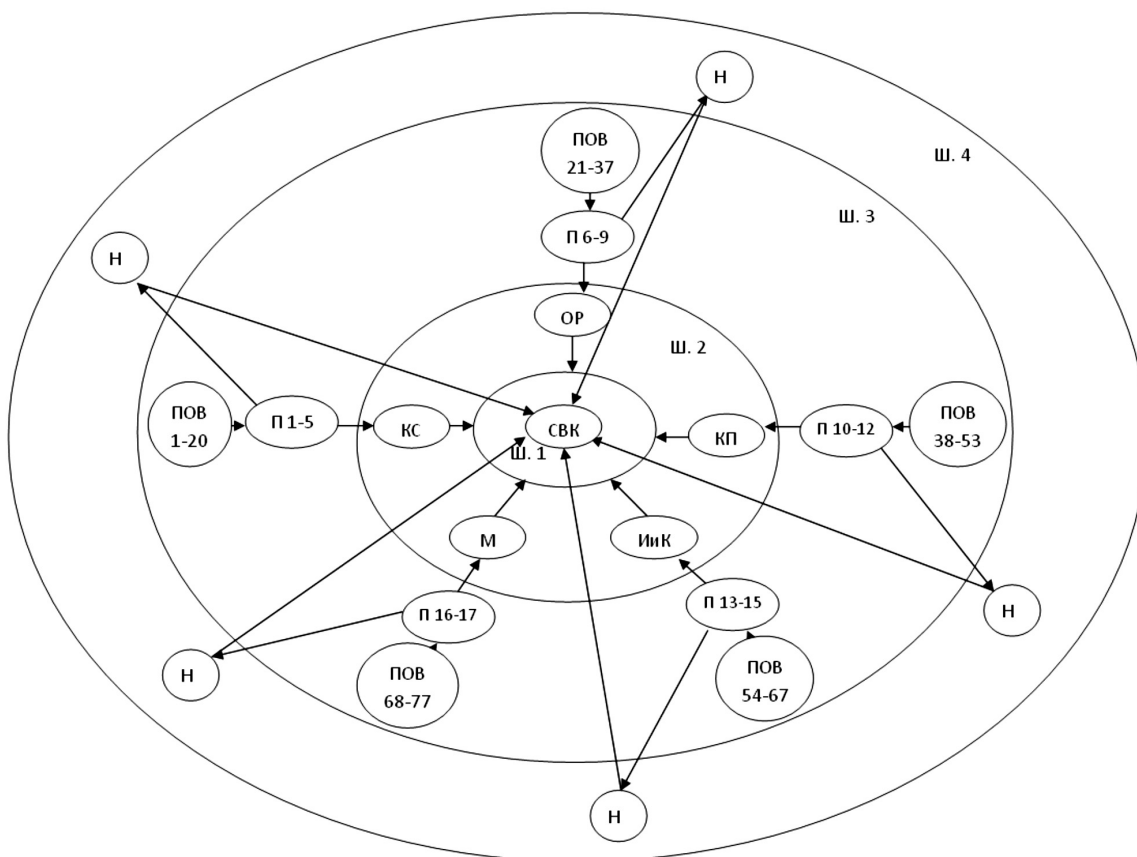 Н
Ш. 4
ПОВ
21-37
Ш. 3
П 6-9
Н
ОР
Ш. 2
ПОВ
1-20
П 1-5
КС
СВК
Ш. 1
КП
П 10-12
ПОВ
38-53
М
ИиК
П 16-17
П 13-15
Н
Н
ПОВ
68-77
ПОВ
54-67
Н